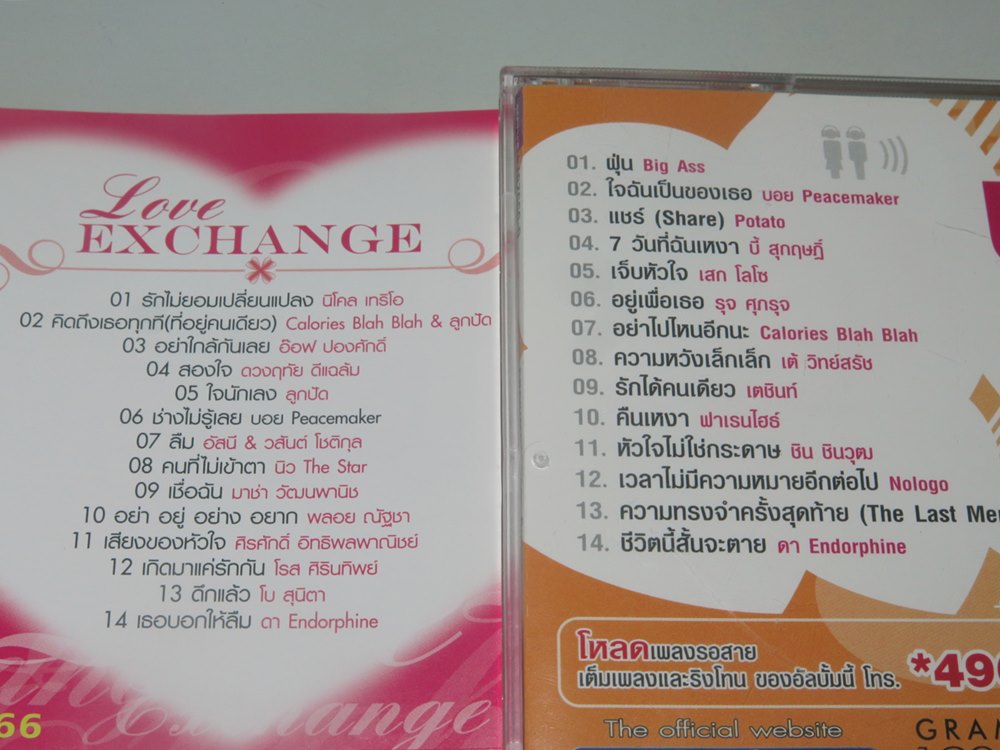 Love
EXCHANGE
01 รักไม่ยอมเปลี่ยนแปลง นิโคล เทริโอ
02 คิดถึงเธอทุกที(ที่อยู่คนเดียว) Calories Blah Blah & ลูกปัด
03 อย่าใกล้กันเลย อ๊อฟ ปองศักดิ์
04 สองใจ ดวงฤทัย ดีแฉล้ม
05 ใจนักเลง ลูกปัด
06 ช่างไม่รู้เลย บอย Peacemaker
07 ลืม อัสนี & วสันต์ โชติกุล
08 คนที่ไม่เข้าตา นิว The Star
09 เชื่อฉัน มาช่า วัฒนพานิช
10 อย่า อยู่ อย่าง อยาก พลอย ณัฐชา
11 เสียงของหัวใจ ศิรศักดิ์ อิทธิพลพาณิชย์
12 เกิดมาแค่รักกัน โรส ศิรินทิพย์
13 ดึกแล้ว โบ สุนิตา
14 เธอบอกให้ลืม ดา Endorphine
Exchange
66
01. ฝุ่น Big Ass
02. ใจฉันเป็นของเธอ บอย Peacemaker
03. แชร์ (Share) Potato
04. 7 วันที่ฉันเหงา บี้ สุกฤษฎิ์
05. เจ็บหัวใจ เสก โลโซ
06. อยู่เพื่อเธอ รุจ ศุภรุจ
07. อย่าไปไหนอีกนะ Calories Blah Blah
08. ความหวังเล็กเล็ก เต้ วิทย์สรัช
09. รักได้คนเดียว เตชินท์
10. คืนเหงา ฟาเรนไฮธ์
11. หัวใจไม่ใช่กระดาษ ชิน ชินวุฒ
12. เวลาไม่มีความหมายอีกต่อไป Nologo
13. ความทรงจำครั้งสุดท้าย (The Last
14. ชีวิตนี้สั้นจะตาย ดา Endorphine
โหลดเพลงรอสาย
เต็มเพลงและริงโทน ของอัลบั้มนี้ โทร. *490
The official website
GRAM